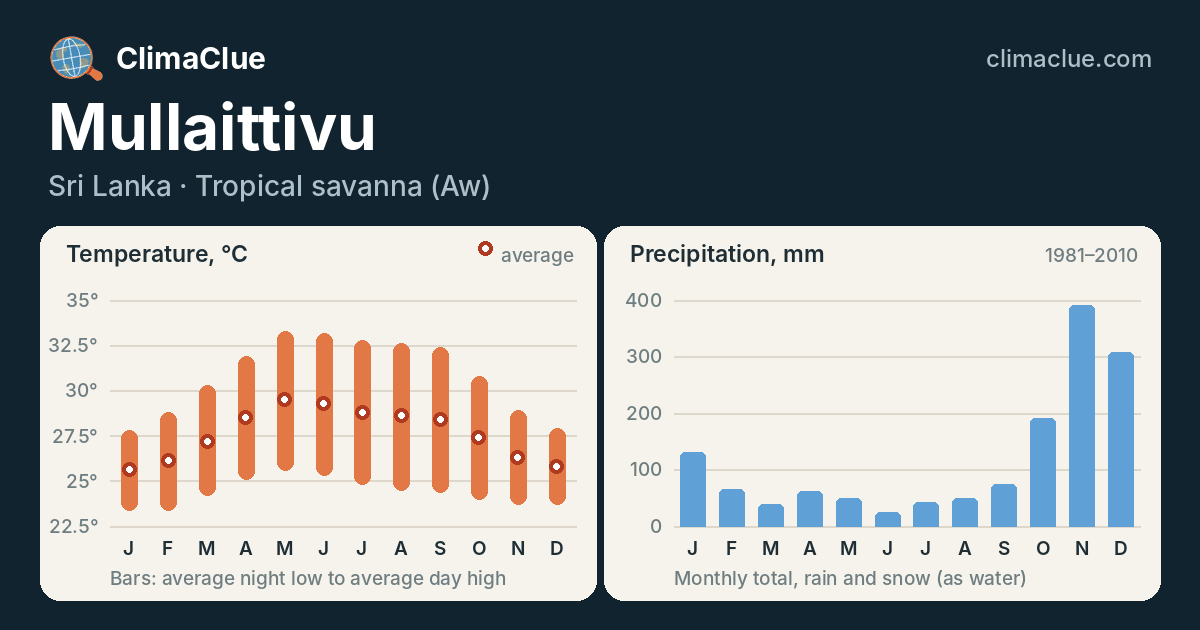 ClimaClue
climaclue.com
Mullaittivu
Sri Lanka · Tropical savanna (Aw)
Temperature, °C
average
35°
32.5°
30°
27.5°
25°
22.5°
J F M A M J J A S O N D
Bars: average night low to average day high
Precipitation, mm
1981–2010
400
300
200
100
0
J F M A M J J A S O N D
Monthly total, rain and snow (as water)